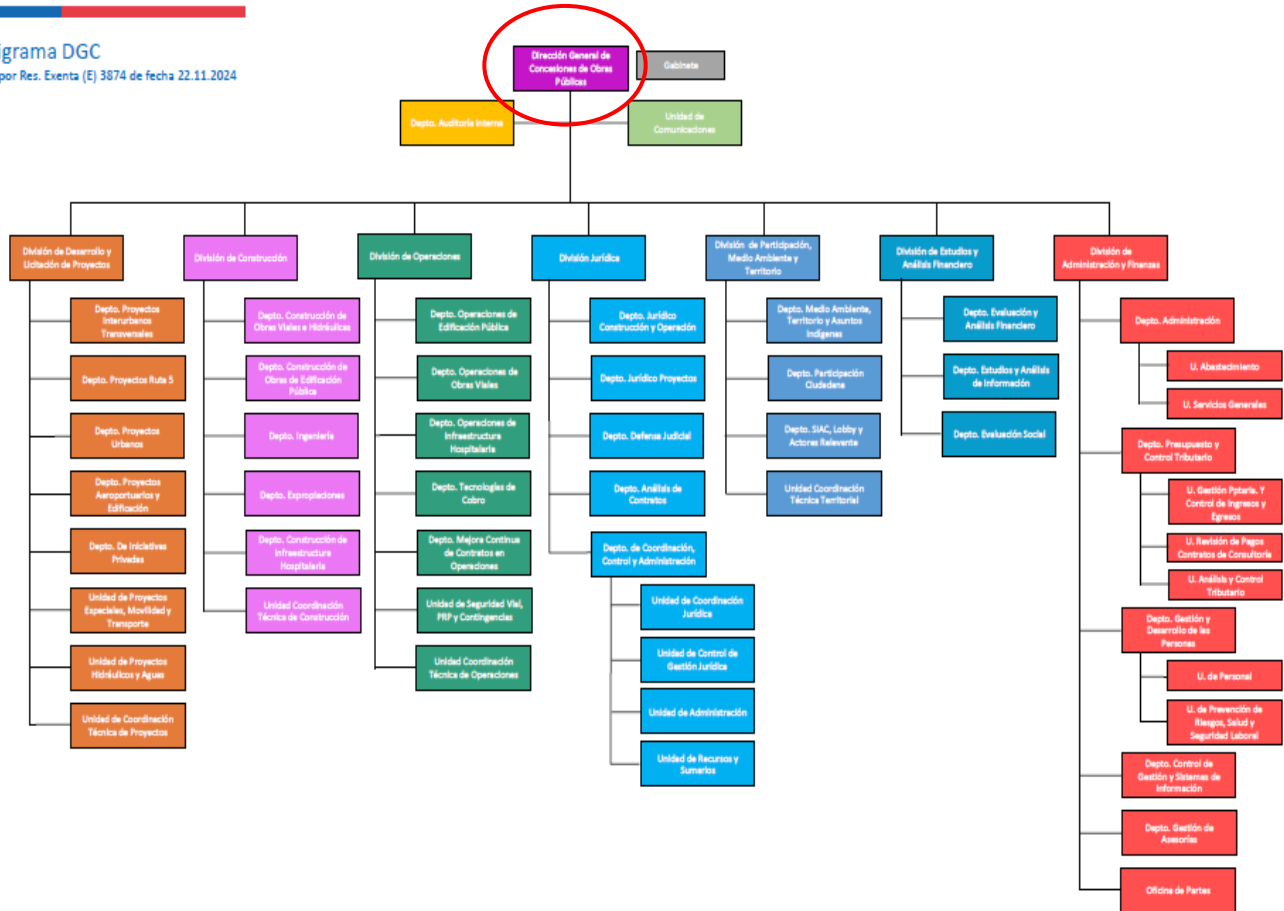 igrama DGC
por Res. Exenta (E) 3874 de fecha 22.11.2024
Dirección General de
Concesiones de Obras
Públicas
Gabinete
Depto. Auditoría Interna
Unidad de
Comunicaciones
División de Desarrollo y
Licitación de Proyectos
División de Construcción
División de Operaciones
División Jurídica
División de Participación,
Medio Ambiente y
Territorio
División de Estudios y
Análisis Financiero
División de
Administración y Finanzas
Depto. Proyectos
Interurbanos
Transversales
Depto. Proyectos Ruta 5
Depto. Proyectos
Urbanos
Depto. Proyectos
Aeroportuarios y
Edificación
Depto. De Iniciativas
Privadas
Unidad de Proyectos
Especiales, Movilidad y
Transporte
Unidad de Proyectos
Hidráulicos y Aguas
Unidad de Coordinación
Técnica de Proyectos
Depto. Construcción de
Obras Viales e Hidráulicas
Depto. Construcción de
Obras de Edificación
Pública
Depto. Ingeniería
Depto. Expropiaciones
Depto. Construcción de
Infraestructura
Hospitalaria
Unidad Coordinación
Técnica de Construcción
Depto. Operaciones de
Edificación Pública
Depto. Operaciones de
Obras Viales
Depto. Operaciones de
Infraestructura
Hospitalaria
Depto. Tecnologías de
Cobro
Depto. Mejora Continua
de Contratos en
Operaciones
Unidad de Seguridad Vial,
PRP y Contingencias
Unidad Coordinación
Técnica de Operaciones
Depto. Jurídico
Construcción y Operación
Depto. Jurídico Proyectos
Depto. Defensa Judicial
Depto. Análisis de
Contratos
Depto. de Coordinación,
Control y Administración
Unidad de Coordinación
Jurídica
Unidad de Control de
Gestión Jurídica
Unidad de Administración
Unidad de Recursos y
Sumarios
Depto. Medio Ambiente,
Territorio y Asuntos
Indígenas
Depto. Participación
Ciudadana
Depto. SIAC, Lobby y
Actores Relevante
Unidad Coordinación
Técnica Territorial
Depto. Evaluación y
Análisis Financiero
Depto. Estudios y Análisis
de Información
Depto. Evaluación Social
Depto. Administración
U. Abastecimiento
U. Servicios Generales
Depto. Presupuesto y
Control Tributario
U. Gestión Pptaria. Y
Control de Ingresos y
Egresos
U. Revisión de Pagos
Contratos de Consultoría
U. Análisis y Control
Tributario
Depto. Gestión y
Desarrollo de las
Personas
U. de Personal
U. de Prevención de
Riesgos, Salud y
Seguridad Laboral
Depto. Control de
Gestión y Sistemas de
Información
Depto. Gestión de
Asesorías
Oficina de Partes